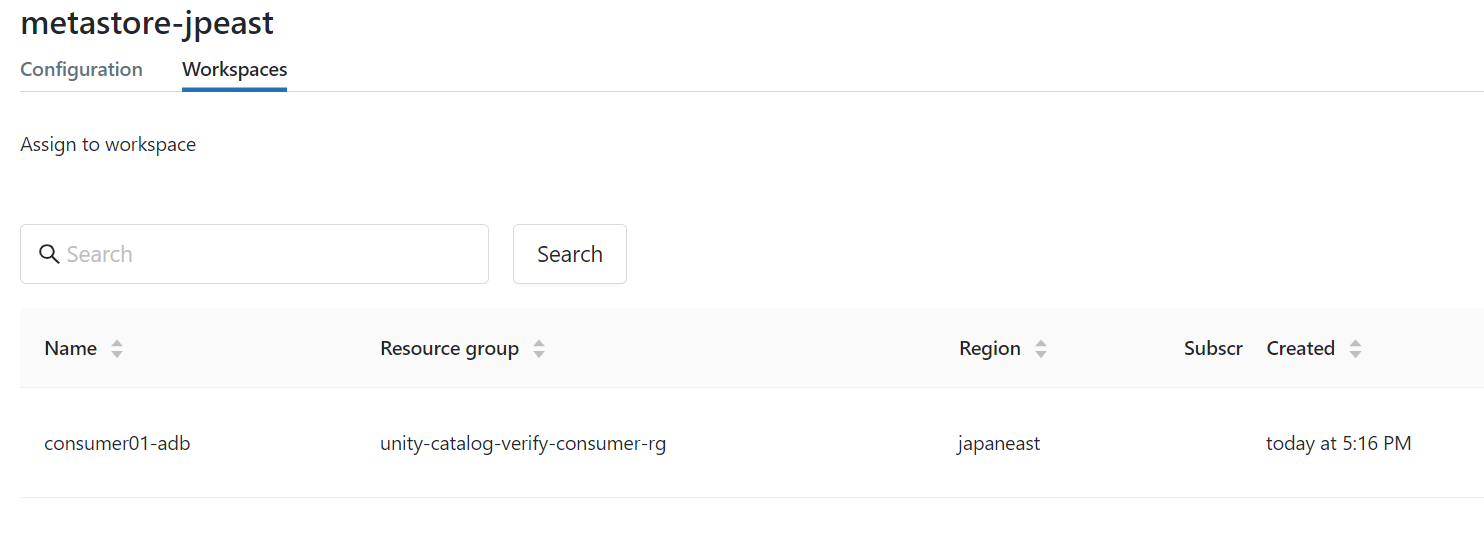 metastore-jpeast
Configuration Workspaces
Assign to workspace
Search Search
Name Resource group Region Subscr Created
consumer01-adb unity-catalog-verify-consumer-rg japaneast today at 5:16 PM